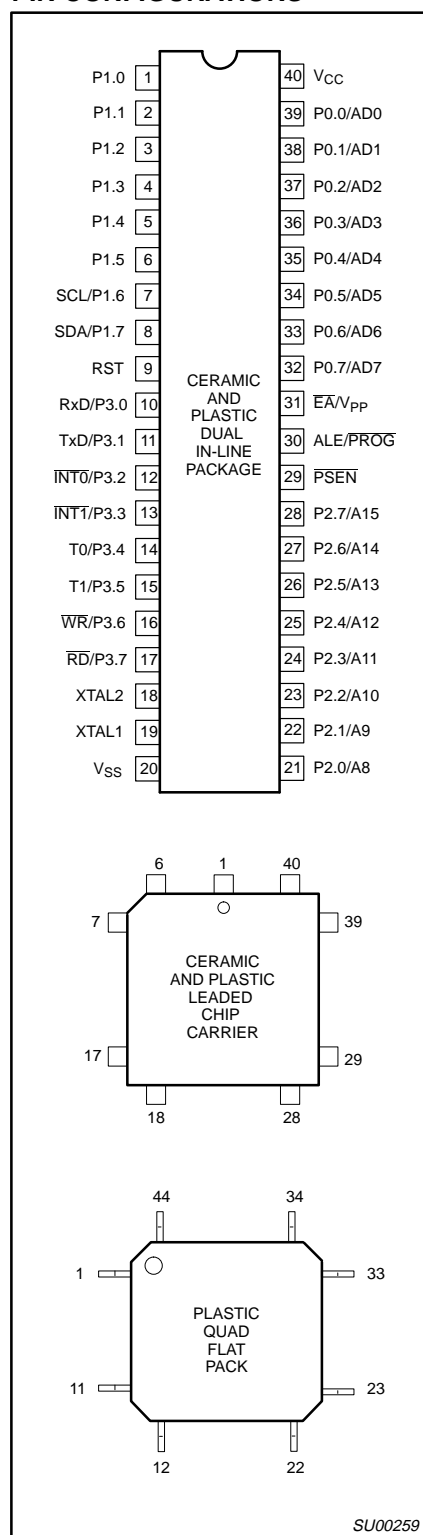 PIN CONFIGURATIONS
P1.0 1 40 VCC
P1.1 2 39 P0.0/AD0
P1.2 3 38 P0.1/AD1
P1.3 4 37 P0.2/AD2
P1.4 5 36 P0.3/AD3
P1.5 6 35 P0.4/AD4
SCL/P1.6 7 34 P0.5/AD5
SDA/P1.7 8 33 P0.6/AD6
RST 9 32 P0.7/AD7
RxD/P3.0 10 31 EA/VPP
TxD/P3.1 11 30 ALE/PROG
INT0/P3.2 12 29 PSEN
INT1/P3.3 13 28 P2.7/A15
T0/P3.4 14 27 P2.6/A14
T1/P3.5 15 26 P2.5/A13
WR/P3.6 16 25 P2.4/A12
RD/P3.7 17 24 P2.3/A11
XTAL2 18 23 P2.2/A10
XTAL1 19 22 P2.1/A9
VSS 20 21 P2.0/A8
CERAMIC
AND
PLASTIC
DUAL
IN-LINE
PACKAGE
6 1 40
7 39
CERAMIC
AND PLASTIC
LEADED
CHIP
CARRIER
17 29
18 28
44 34
1 33
PLASTIC
QUAD
FLAT
PACK
11 23
12 22
SU00259